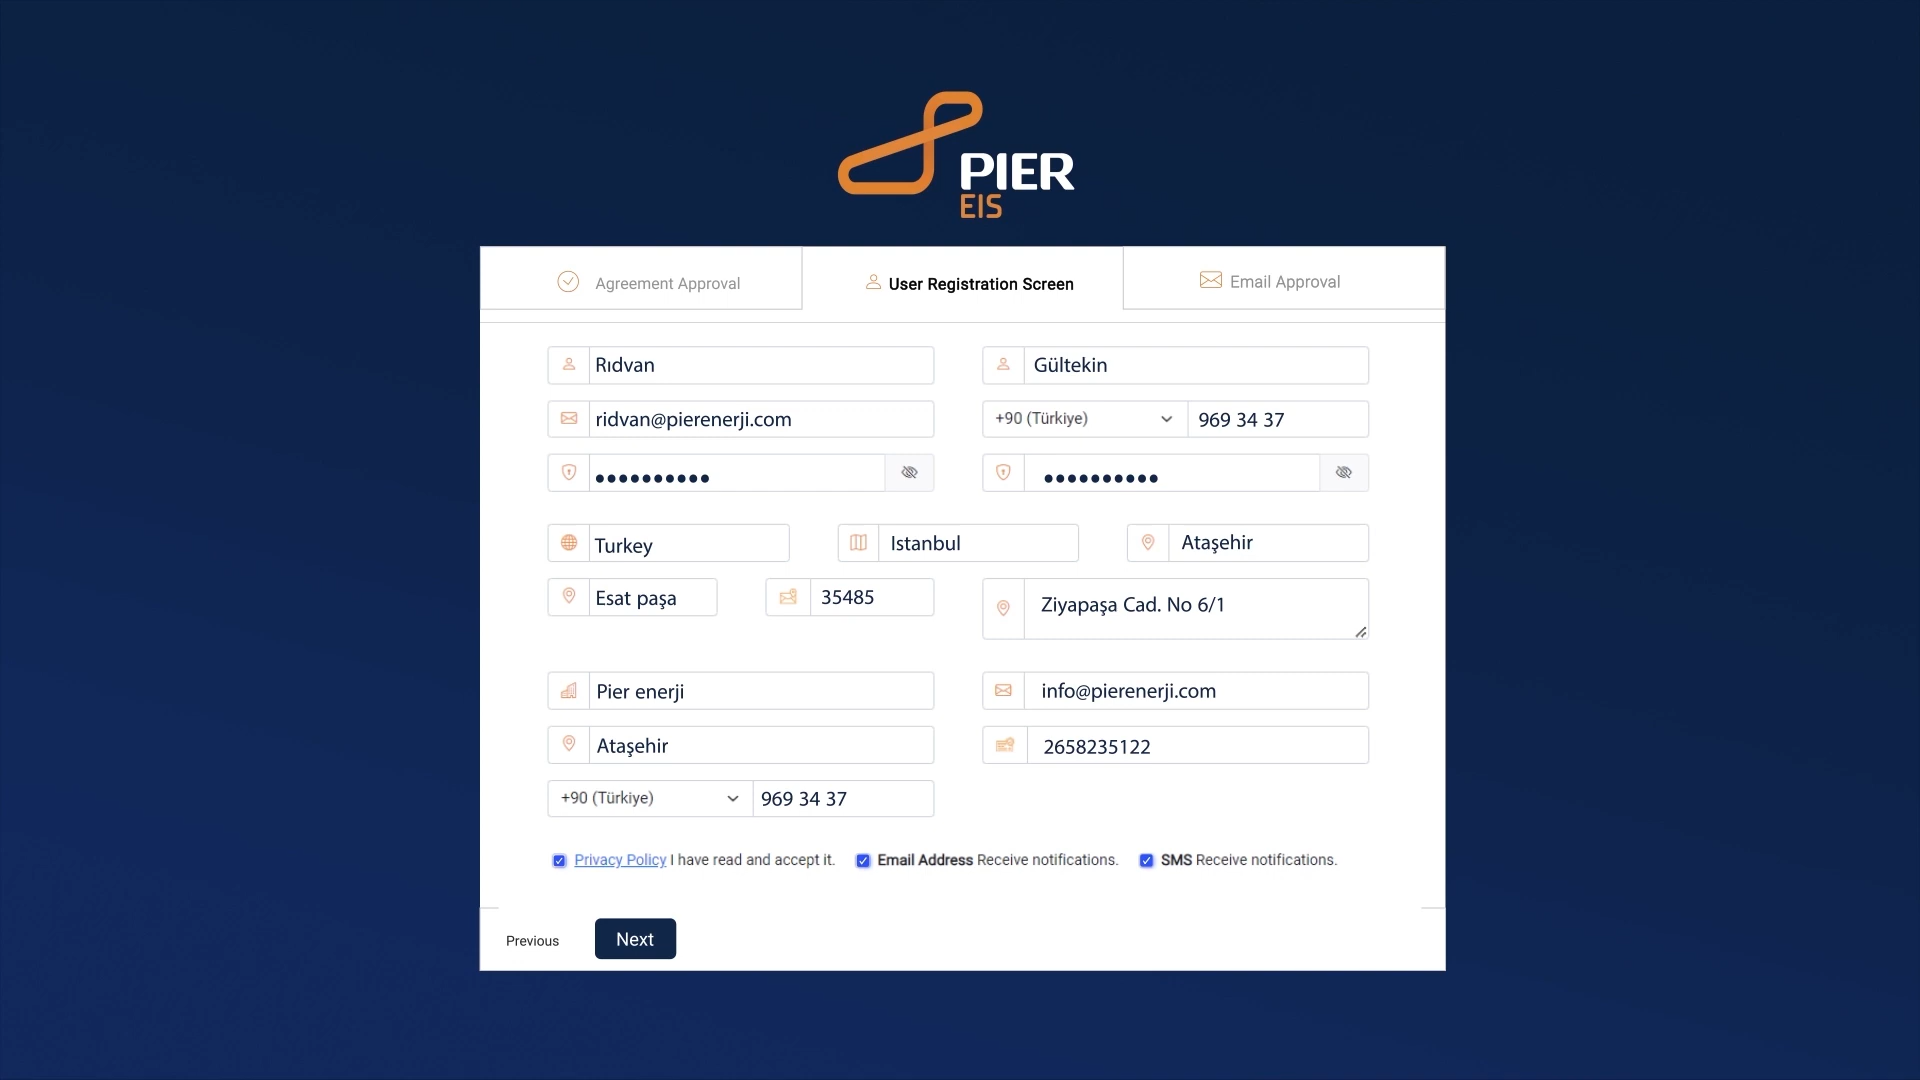 PIER
EIS
Agreement Approval
User Registration Screen
Email Approval
Rıdvan
Gültekin
ridvan@pierenerji.com
+90 (Türkiye)
969 34 37
●●●●●●●●●●
●●●●●●●●●●
Turkey
Istanbul
Ataşehir
Esat paşa
35485
Ziyapaşa Cad. No 6/1
Pier enerji
info@pierenerji.com
Ataşehir
2658235122
+90 (Türkiye)
969 34 37
Privacy Policy I have read and accept it.
Email Address Receive notifications.
SMS Receive notifications.
Previous
Next